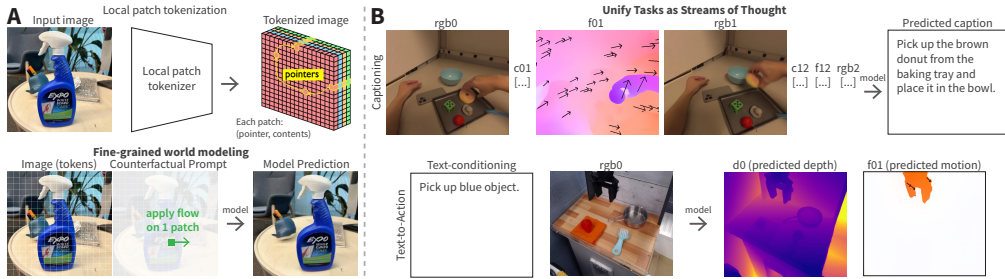 A
Local patch tokenization
Input image
Tokenized image
EXPO
Local patch
tokenizer
pointers
Each patch:
(pointer, contents)
Fine-grained world modeling
Image (tokens)
Counterfactual Prompt
Model Prediction
EXPO
apply flow
on 1 patch
model
EXPO
B
Unify Tasks as Streams of Thought
rgb0
f01
rgb1
Predicted caption
Captioning
c01
[...]
c12 f12 rgb2
[...] [...] [...]
model
Pick up the brown
donut from the
baking tray and
place it in the bowl.
Text-conditioning
rgb0
d0 (predicted depth)
f01 (predicted motion)
Text-to-Action
Pick up blue object.
model